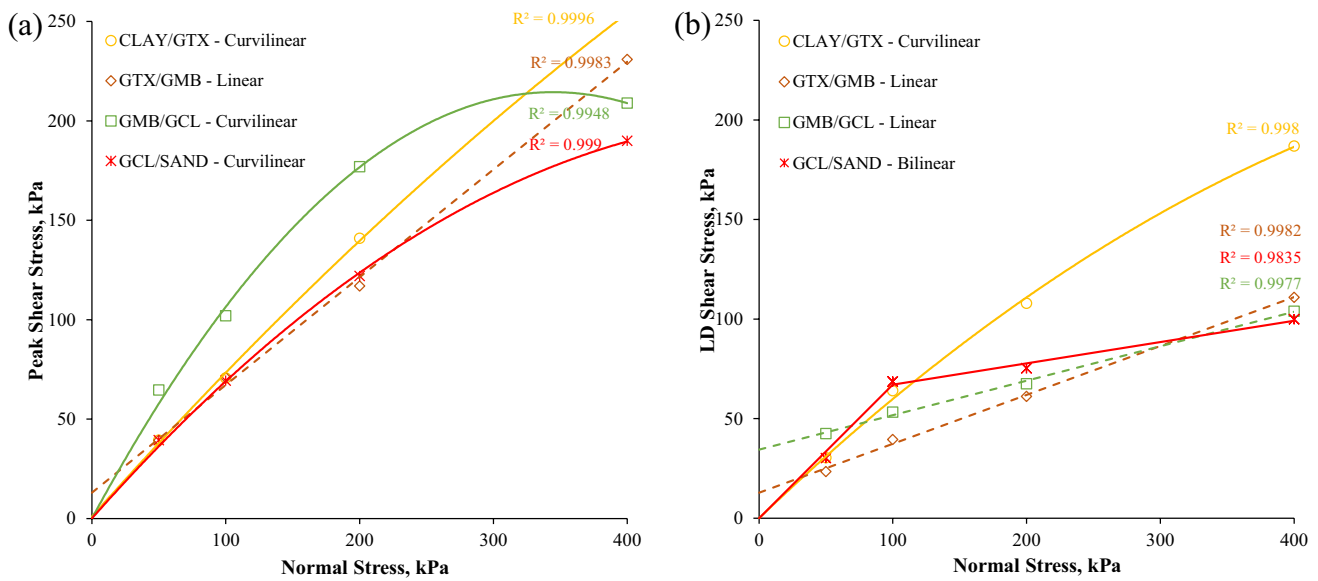 (a)
250
200
150
100
50
0
0
100
200
300
400
Peak Shear Stress, kPa
Normal Stress, kPa
CLAY/GTX - Curvilinear
GTX/GMB - Linear
GMB/GCL - Curvilinear
GCL/SAND - Curvilinear
R² = 0.9996
R² = 0.9983
R² = 0.9948
R² = 0.999
(b)
250
200
150
100
50
0
0
100
200
300
400
LD Shear Stress, kPa
Normal Stress, kPa
CLAY/GTX - Curvilinear
GTX/GMB - Linear
GMB/GCL - Linear
GCL/SAND - Bilinear
R² = 0.998
R² = 0.9982
R² = 0.9835
R² = 0.9977